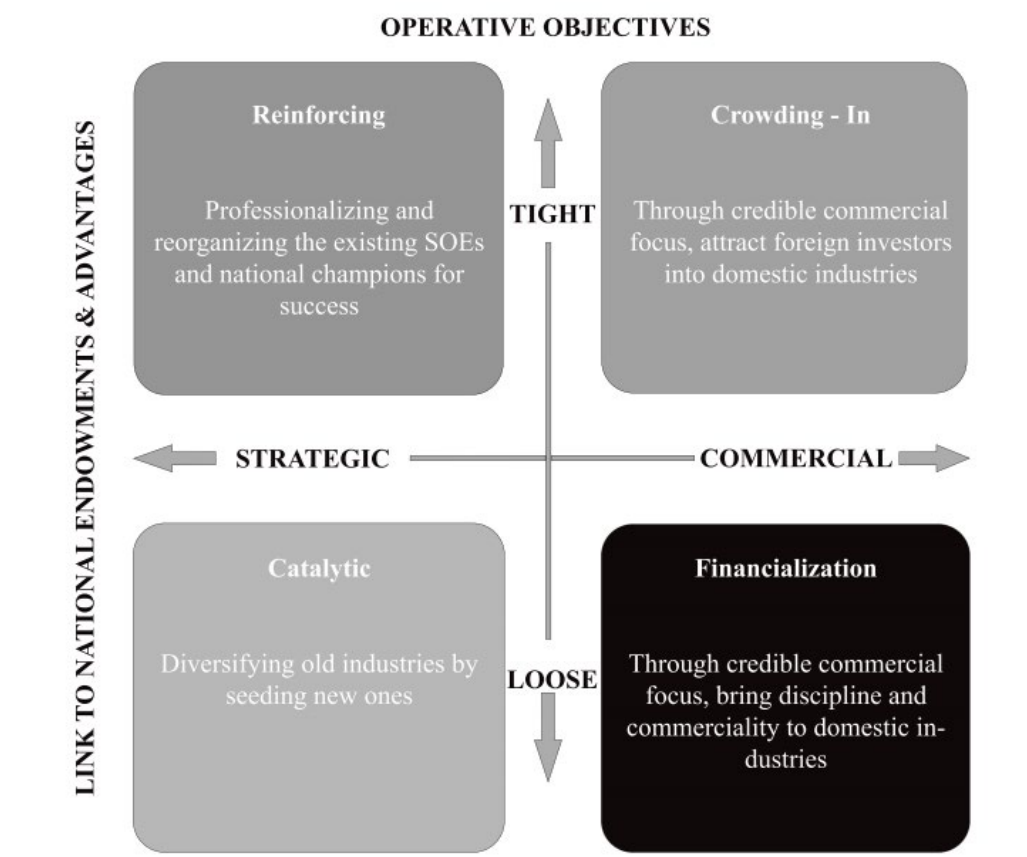 OPERATIVE OBJECTIVES
LINK TO NATIONAL ENDOWMENTS & ADVANTAGES
Reinforcing
Professionalizing and
reorganizing the existing SOEs
and national champions for
success
TIGHT
Crowding - In
Through credible commercial
focus, attract foreign investors
into domestic industries
STRATEGIC
COMMERCIAL
Catalytic
Diversifying old industries by
seeding new ones
LOOSE
Financialization
Through credible commercial
focus, bring discipline and
commerciality to domestic in-
dustries